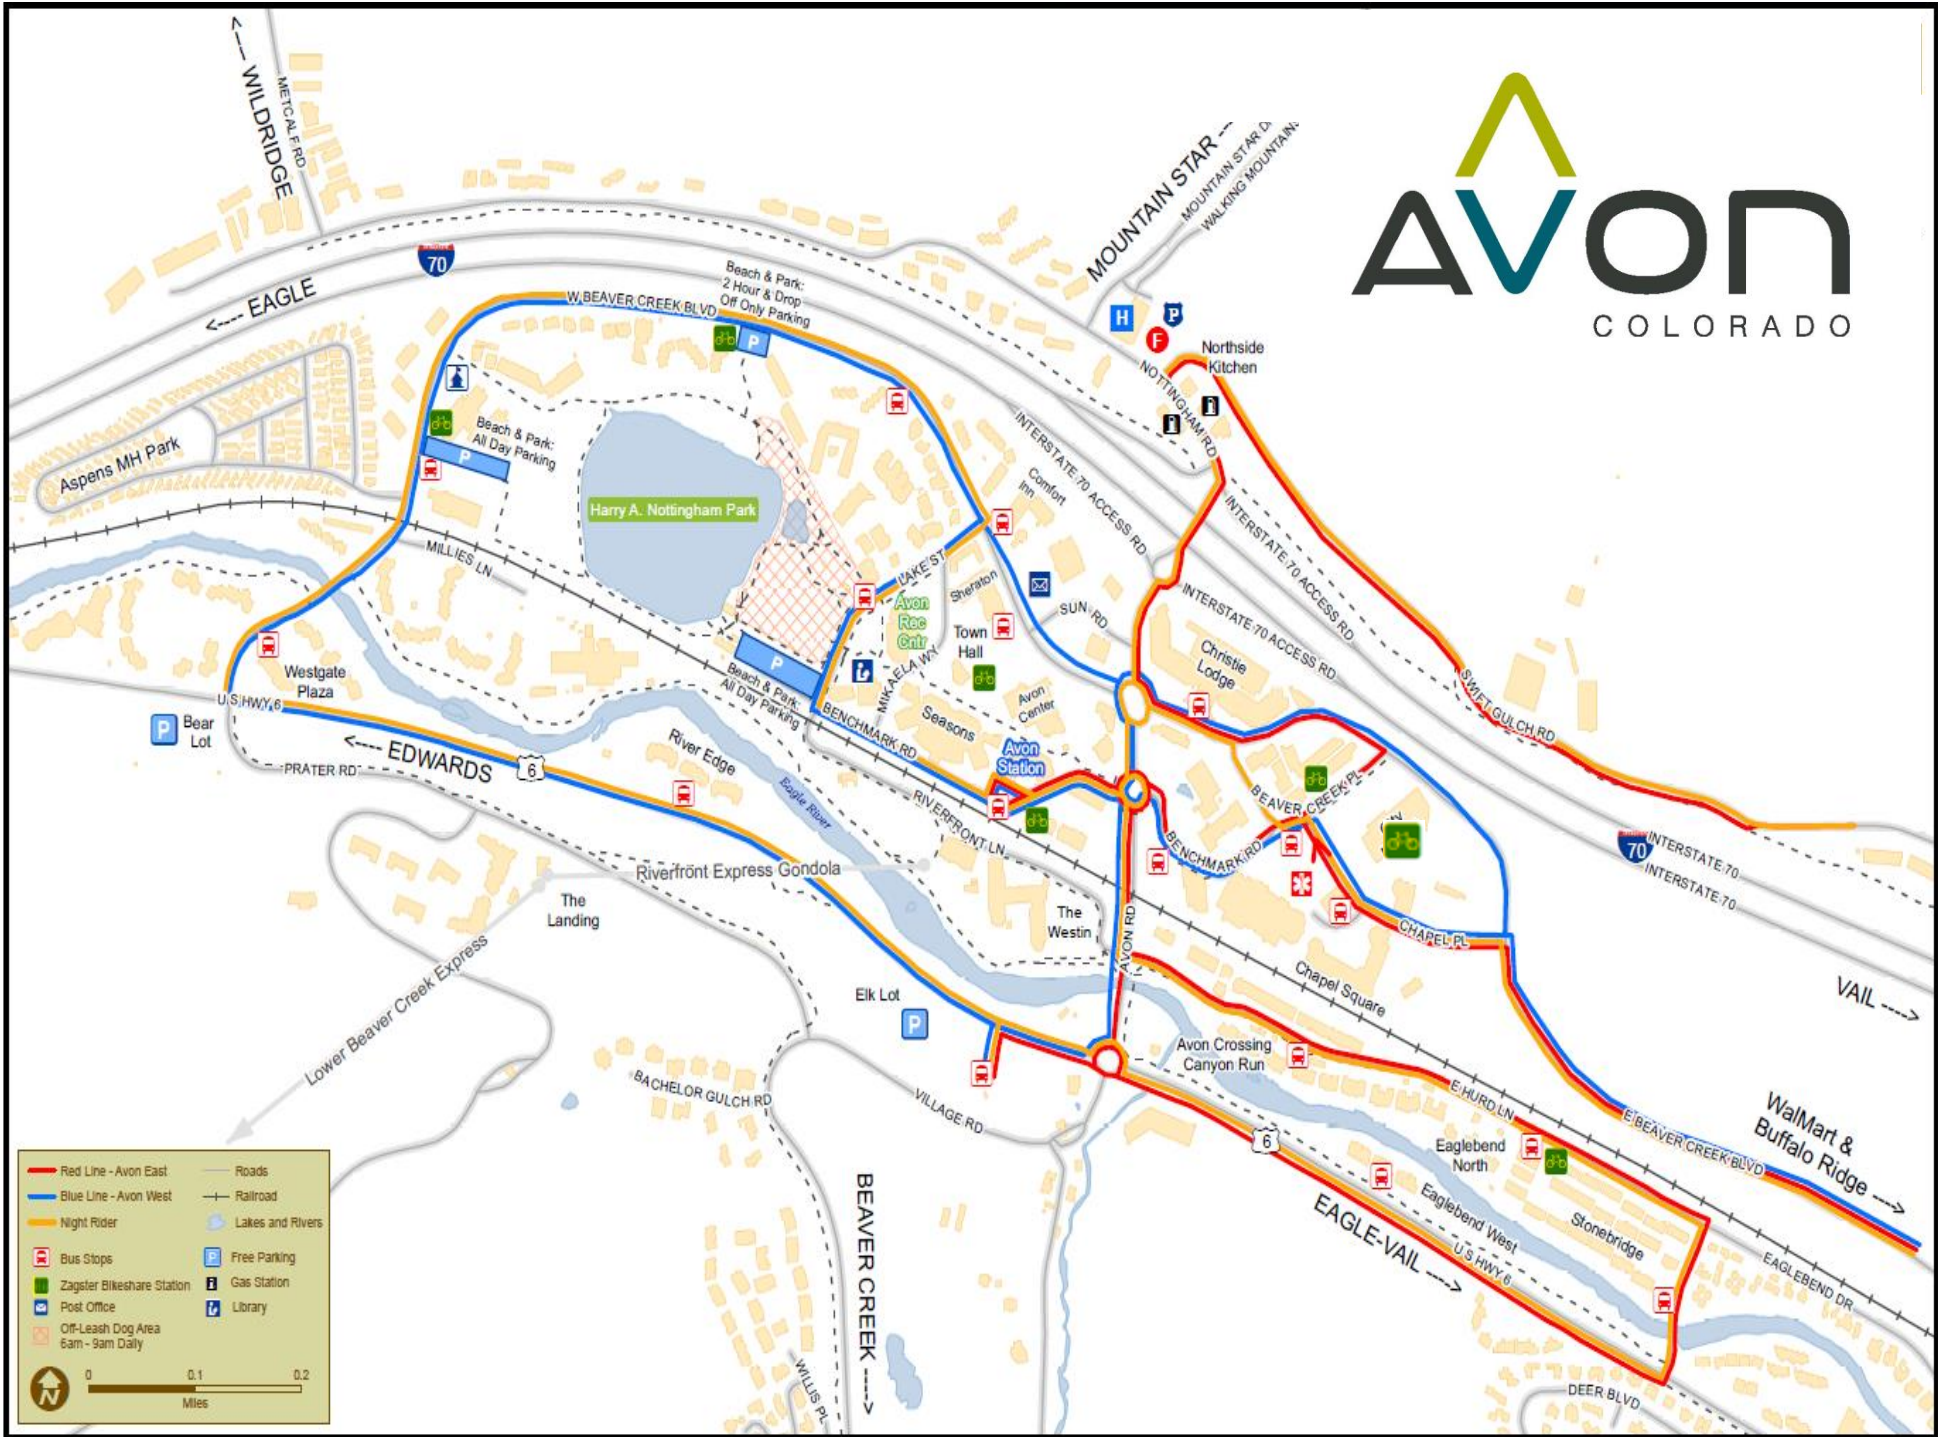 AVON
COLORADO
<---- WILDRIDGE
METCALF RD
MOUNTAIN STAR
WALKING MOUNTAINS
70
<---- EAGLE
W BEAVER CREEK BLVD
Beach & Park:
2 Hour & Drop
Off Only Parking
P
H
P
F
Northside
Kitchen
NOTTINGHAM RD
Aspens MH Park
Beach & Park:
All Day Parking
P
Harry A. Nottingham Park
INTERSTATE 70 ACCESS RD
Comfort
Inn
INTERSTATE 70 ACCESS RD
MILLIES LN
LAKE ST
Avon
Rec
Cntr
Sheraton
SUN RD
INTERSTATE 70 ACCESS RD
Town
Hall
Christie
Lodge
Westgate
Plaza
U S HWY 6
P
Bear
Lot
P
Beach & Park:
All Day Parking
MIKAELA WY
Avon
Center
SWIFT GULCH RD
BENCHMARK RD
Seasons
River Edge
Avon
Station
<---- EDWARDS
6
PRATER RD
Eagle River
RIVERFRONT LN
BEAVER CREEK PL
BENCHMARK RD
70
INTERSTATE 70
INTERSTATE 70
Riverfront Express Gondola
The
Landing
The
Westin
AVON RD
CHAPEL PL
Chapel Square
VAIL ---->
Lower Beaver Creek Express
Elk Lot
P
Avon Crossing
Canyon Run
BACHELOR GULCH RD
VILLAGE RD
E HURD LN
E BEAVER CREEK BLVD
WalMart &
Buffalo Ridge ---->
6
Eaglebend
North
Eaglebend West
Stonebridge
EAGLE-VAIL ---->
U S HWY 6
EAGLEBEND DR
BEAVER CREEK ---->
WILLIS PL
DEER BLVD
Red Line - Avon East
Roads
Blue Line - Avon West
Railroad
Night Rider
Lakes and Rivers
Bus Stops
P
Free Parking
Zagster Bikeshare Station
Gas Station
Post Office
Library
Off-Leash Dog Area
6am - 9am Daily
N
0
0.1
0.2
Miles